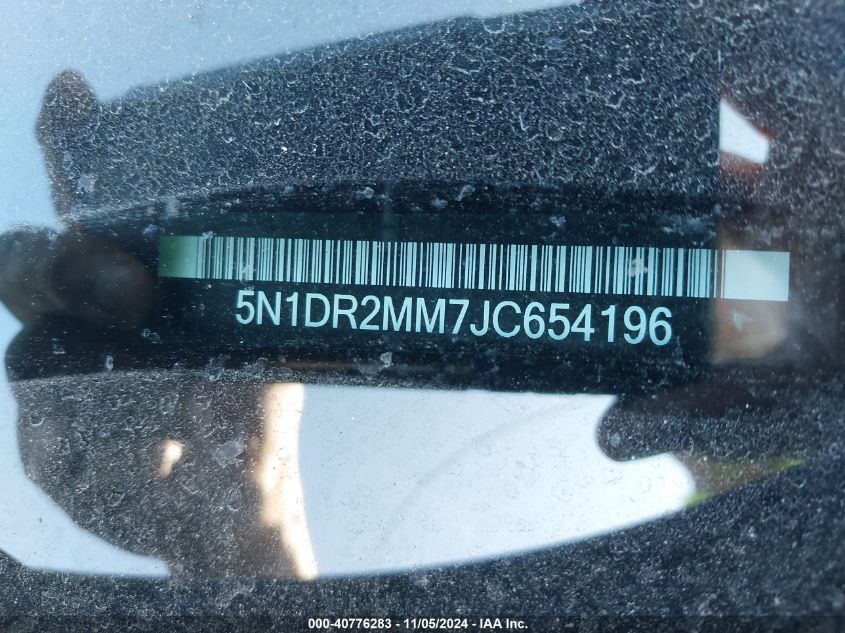 5N1DR2MM7JC654196
000-40776283 - 11/05/2024 - IAA Inc.